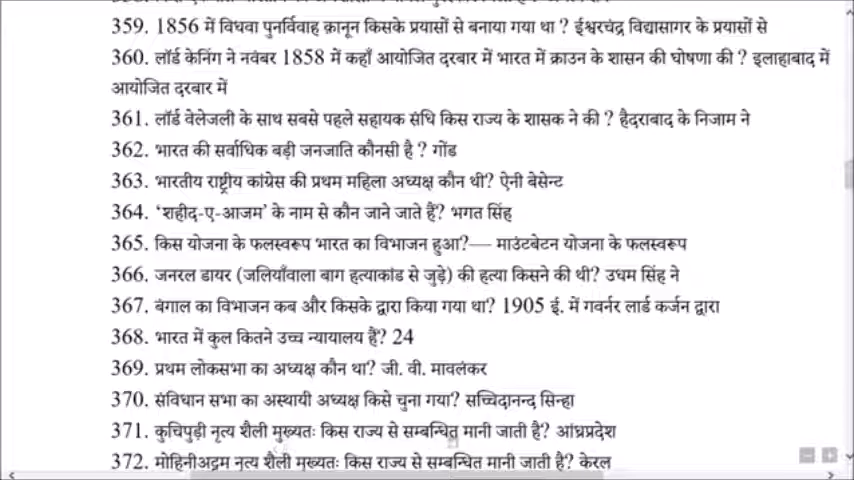 359. 1856 में विधवा पुनर्विवाह क़ानून किसके प्रयासों से बनाया गया था ? ईश्वरचंद्र विद्यासागर के प्रयासों से
360. लॉर्ड केनिंग ने नवंबर 1858 में कहाँ आयोजित दरबार में भारत में क्राउन के शासन की घोषणा की ? इलाहाबाद में
आयोजित दरबार में
361. लॉर्ड वेलेजली के साथ सबसे पहले सहायक संधि किस राज्य के शासक ने की ? हैदराबाद के निजाम ने
362. भारत की सर्वाधिक बड़ी जनजाति कौनसी है ? गोंड
363. भारतीय राष्ट्रीय कांग्रेस की प्रथम महिला अध्यक्ष कौन थी? ऐनी बेसेन्ट
364. ‘शहीद-ए-आजम’ के नाम से कौन जाने जाते हैं? भगत सिंह
365. किस योजना के फलस्वरूप भारत का विभाजन हुआ?— माउंटबेटन योजना के फलस्वरूप
366. जनरल डायर (जलियाँवाला बाग हत्याकांड से जुड़े) की हत्या किसने की थी? उधम सिंह ने
367. बंगाल का विभाजन कब और किसके द्वारा किया गया था? 1905 ई. में गवर्नर लार्ड कर्जन द्वारा
368. भारत में कुल कितने उच्च न्यायालय हैं? 24
369. प्रथम लोकसभा का अध्यक्ष कौन था? जी. वी. मावलंकर
370. संविधान सभा का अस्थायी अध्यक्ष किसे चुना गया? सच्चिदानन्द सिन्हा
371. कुचिपुड़ी नृत्य शैली मुख्यतः किस राज्य से सम्बन्धित मानी जाती है? आंध्रप्रदेश
372. मोहिनीअट्टम नृत्य शैली मुख्यतः किस राज्य से सम्बन्धित मानी जाती है? केरल